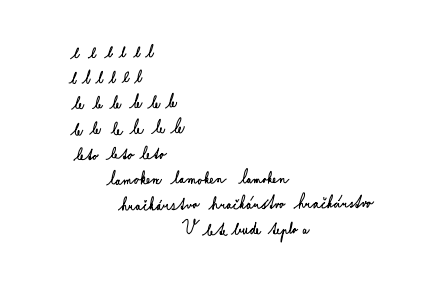 l l l l l l
l l l l l l
le le le le le le
le le le le le le
leto leto leto
lamoken lamoken lamoken
hračkárstvo hračkárstvo hračkárstvo
V lete bude teplo a